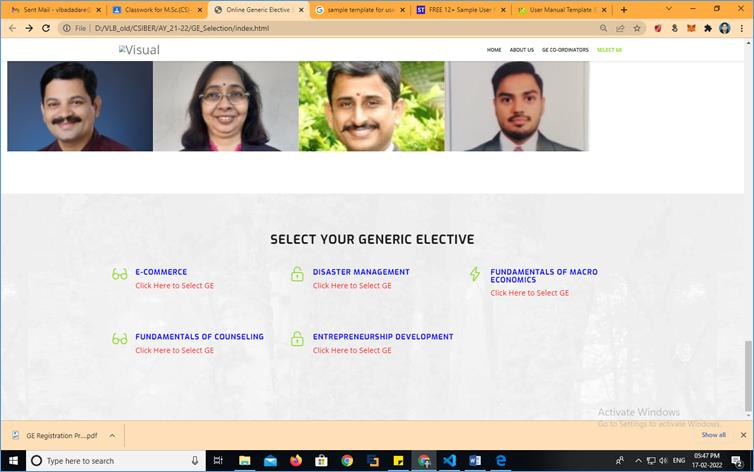 Sent Mail - vlbadadare@
Classwork for M.Sc.(CS)-
Online Generic Elective S
sample template for user
FREE 12+ Sample User M
User Manual Template &
File
D:/VLB_old/CSIBER/AY_21-22/GE_Selection/index.html
Visual
HOME ABOUT US GE CO-ORDINATORS SELECT GE
SELECT YOUR GENERIC ELECTIVE
E-COMMERCE
Click Here to Select GE
DISASTER MANAGEMENT
Click Here to Select GE
FUNDAMENTALS OF MACRO
ECONOMICS
Click Here to Select GE
FUNDAMENTALS OF COUNSELING
Click Here to Select GE
ENTREPRENEURSHIP DEVELOPMENT
Click Here to Select GE
Activate Windows
Go to Settings to activate Windows.
GE Registration Pr....pdf
Show all
Type here to search
ENG
05:47 PM
17-02-2022